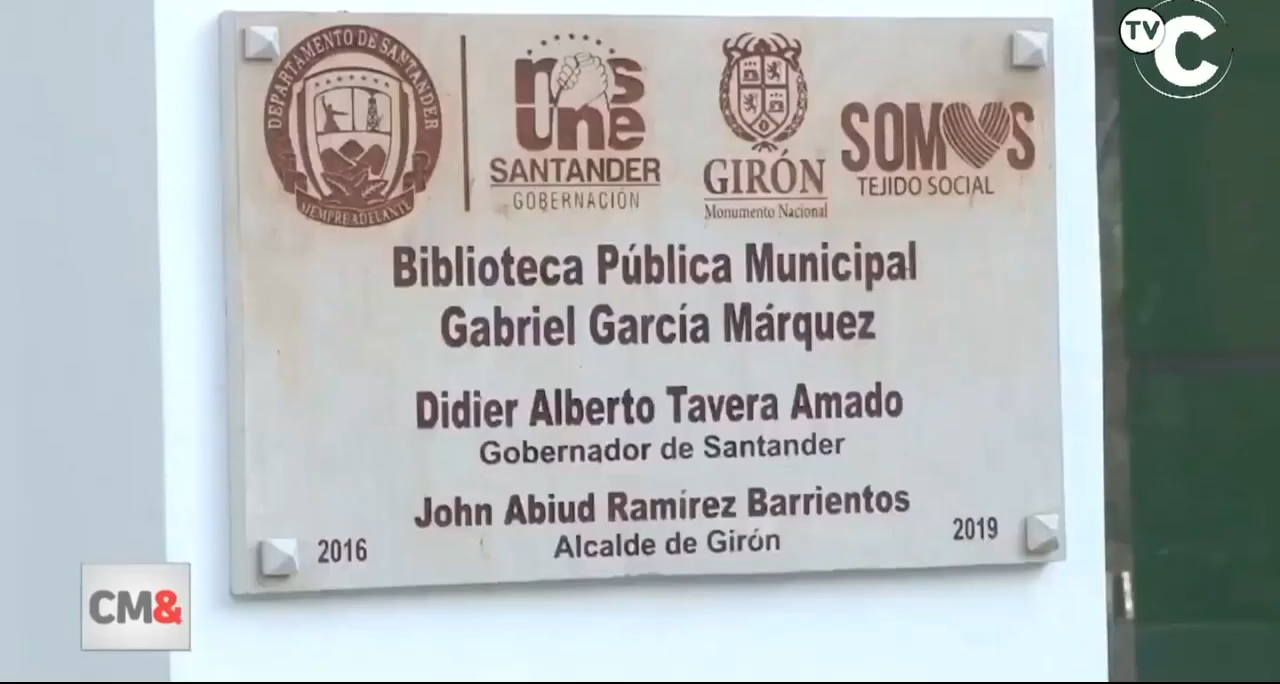 TV C
DEPARTAMENTO DE SANTANDER
SIEMPRE ADELANTE
nos
Une
SANTANDER
GOBERNACIÓN
GIRÓN
Monumento Nacional
SOMOS
TEJIDO SOCIAL
Biblioteca Pública Municipal
Gabriel García Márquez
Didier Alberto Tavera Amado
Gobernador de Santander
John Abiud Ramírez Barrientos
Alcalde de Girón
2016
2019
CM&